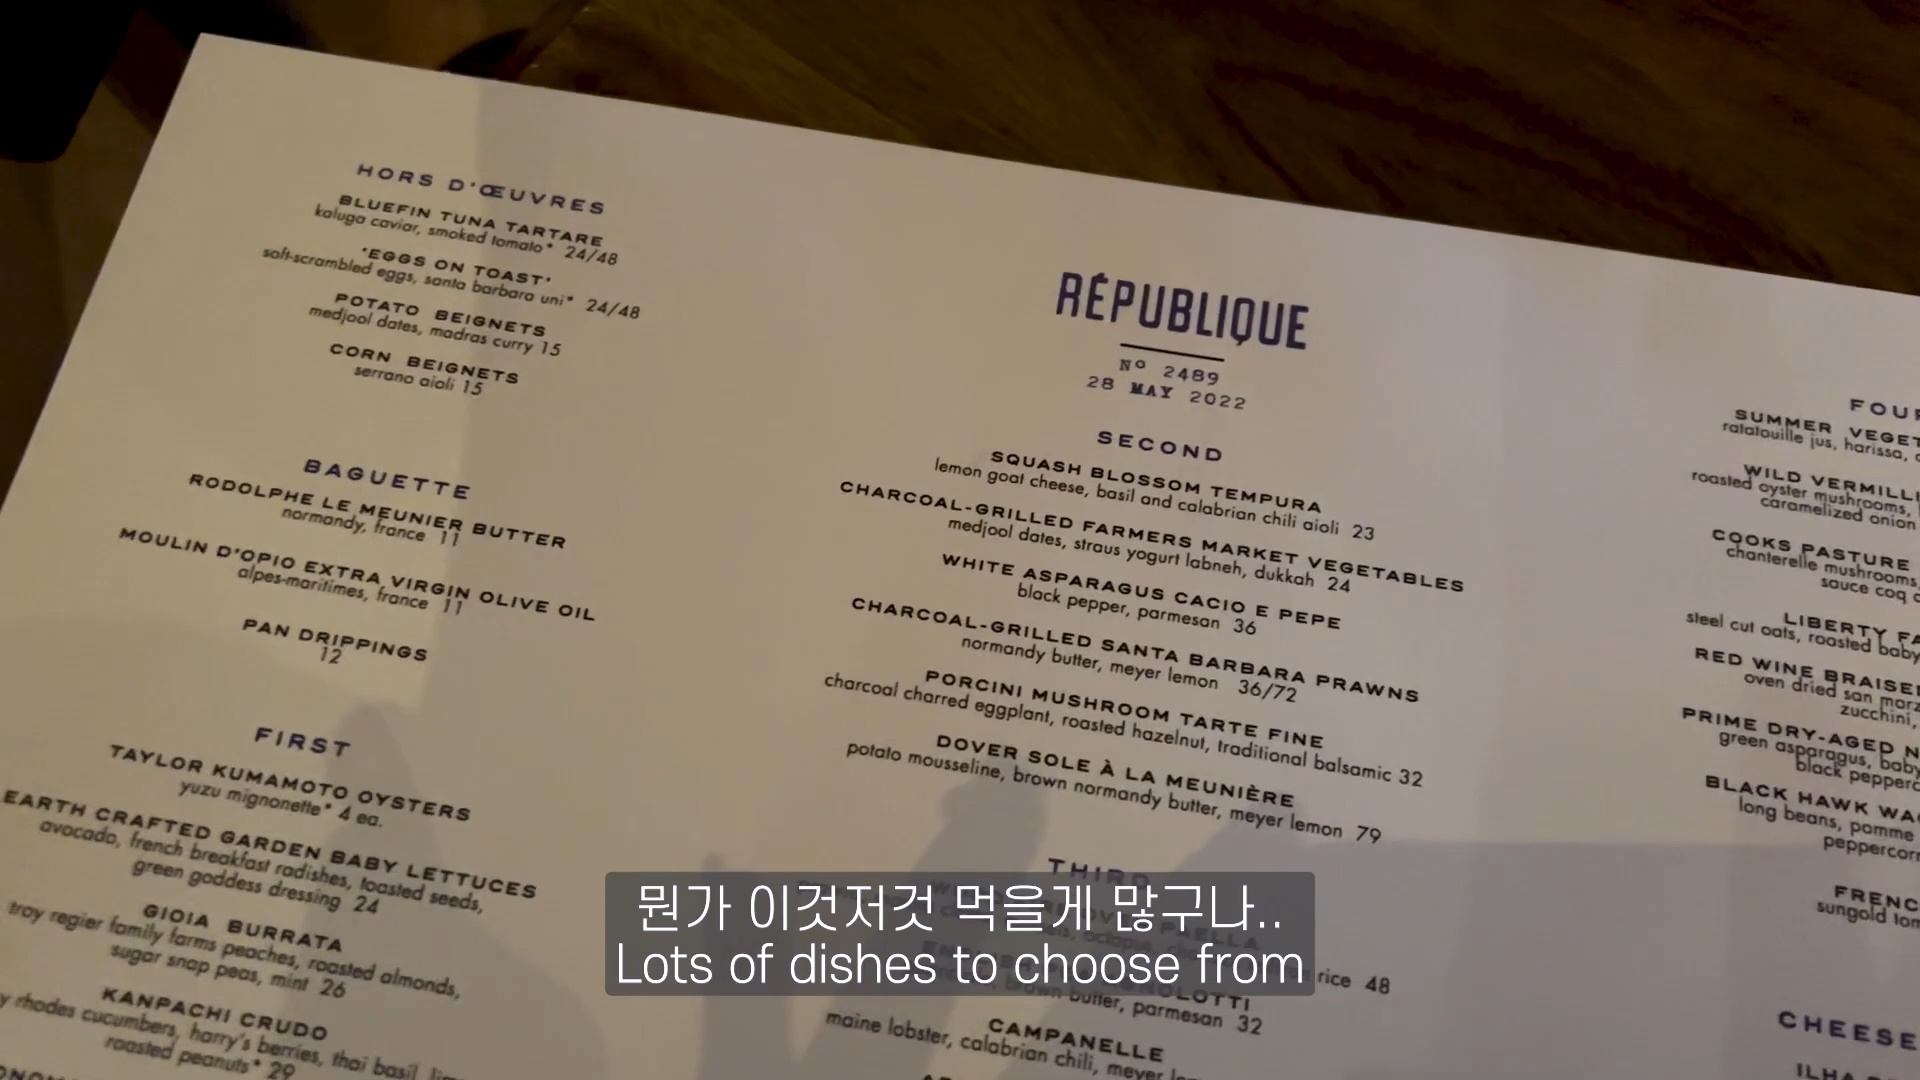 HORS D'ŒUVRES
BLUEFIN TUNA TARTARE
kaluga caviar, smoked tomato* 24/48
"EGGS ON TOAST"
soft-scrambled eggs, santa barbara uni* 24/48
POTATO BEIGNETS
medjool dates, madras curry 15
CORN BEIGNETS
serrano aioli 15
BAGUETTE
RODOLPHE LE MEUNIER BUTTER
normandy, france 11
MOULIN D'OPIO EXTRA VIRGIN OLIVE OIL
alpes-maritimes, france 11
PAN DRIPPINGS
12
FIRST
TAYLOR KUMAMOTO OYSTERS
yuzu mignonette* 4 ea.
EARTH CRAFTED GARDEN BABY LETTUCES
avocado, french breakfast radishes, toasted seeds,
green goddess dressing 24
GIOIA BURRATA
troy regier family farms peaches, roasted almonds,
sugar snap peas, mint 26
KANPACHI CRUDO
rhodes cucumbers, harry's berries, thai basil,
roasted peanuts* 29
RÉPUBLIQUE
Nº 2489
28 MAY 2022
SECOND
SQUASH BLOSSOM TEMPURA
lemon goat cheese, basil and calabrian chili aioli 23
CHARCOAL-GRILLED FARMERS MARKET VEGETABLES
medjool dates, straus yogurt labneh, dukkah 24
WHITE ASPARAGUS CACIO E PEPE
black pepper, parmesan 36
CHARCOAL-GRILLED SANTA BARBARA PRAWNS
normandy butter, meyer lemon 36/72
PORCINI MUSHROOM TARTE FINE
charcoal charred eggplant, roasted hazelnut, traditional balsamic 32
DOVER SOLE À LA MEUNIÈRE
potato mousseline, brown normandy butter, meyer lemon 79
THIRD
rice 48
brown butter, parmesan 32
CAMPANELLE
maine lobster, calabrian chili, meyer
SUMMER
ratatouille jus, harissa,
WILD
roasted oyster mushrooms,
caramelized onion
COOKS PASTURE
chanterelle mushrooms,
sauce coq
LIBERTY
steel cut oats, roasted baby
RED WINE
oven dried san
zucchini,
PRIME DRY-AGED
green asparagus, baby
black
BLACK HAWK
long beans, pomme
FRENCH
sungold
CHEESE
ILHA
뭔가 이것저것 먹을게 많구나..
Lots of dishes to choose from